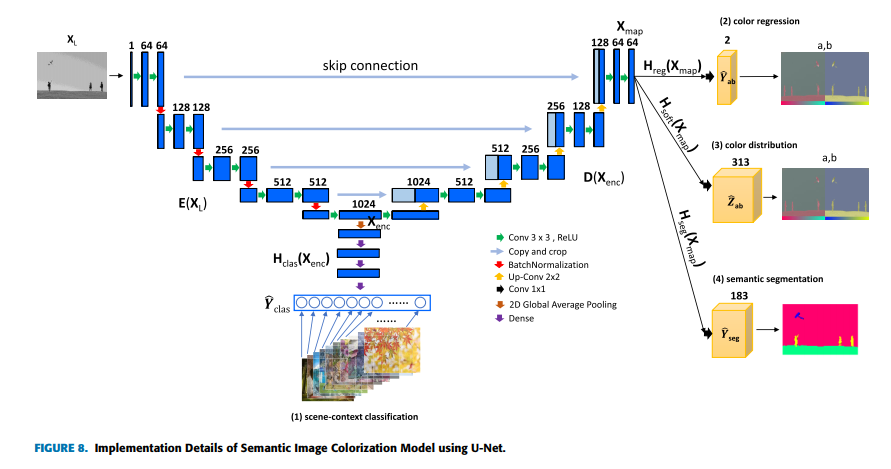 X_L
1 64 64
skip connection
X_map
128 64 64
H_reg(X_map)
(2) color regression
2
Ŷ_ab
a,b
128 128
256 128
H_soft(X_map)
(3) color distribution
313
Ẑ_ab
a,b
256 256
512 256
D(X_enc)
E(X_L)
512 512
1024 512
1024
X_enc
H_seg(X_map)
H_clas(X_enc)
Conv 3 x 3 , ReLU
Copy and crop
BatchNormalization
Up-Conv 2x2
Conv 1x1
2D Global Average Pooling
Dense
(4) semantic segmentation
183
Ŷ_seg
Ŷ_clas
......
......
(1) scene-context classification
FIGURE 8. Implementation Details of Semantic Image Colorization Model using U-Net.